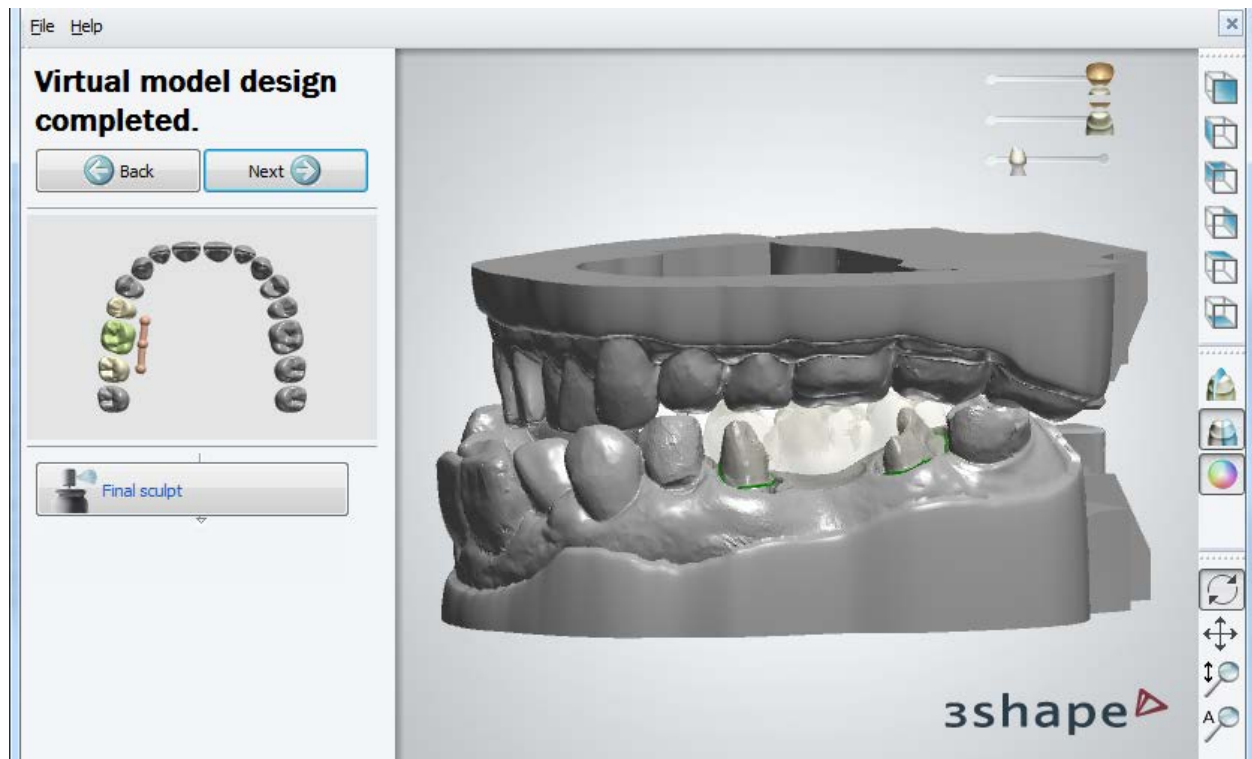 File Help
Virtual model design
completed.
Back Next
Final sculpt
3shape
A